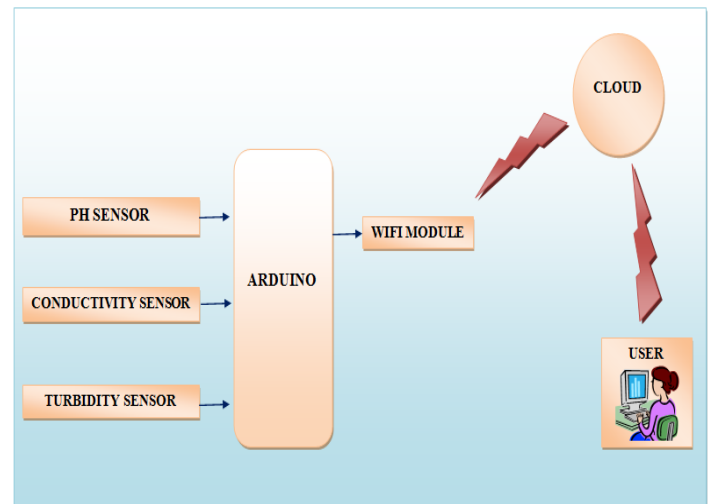 CLOUD
PH SENSOR
WIFI MODULE
ARDUINO
CONDUCTIVITY SENSOR
USER
TURBIDITY SENSOR